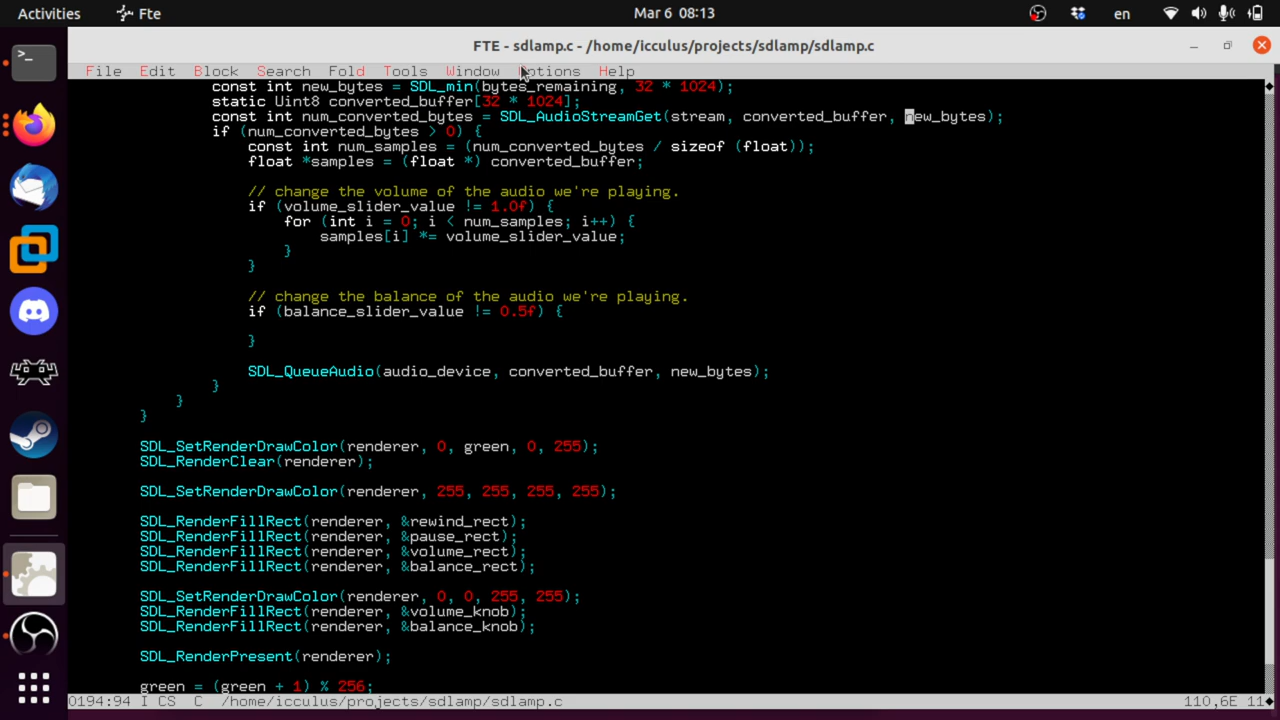 Activities
Fte
Mar 6 08:13
en
FTE - sdlamp.c - /home/icculus/projects/sdlamp/sdlamp.c
File Edit Block Search Fold Tools Window Options Help
const int new_bytes = SDL_min(bytes_remaining, 32 * 1024);
static Uint8 converted_buffer[32 * 1024];
const int num_converted_bytes = SDL_AudioStreamGet(stream, converted_buffer, new_bytes);
if (num_converted_bytes > 0) {
const int num_samples = (num_converted_bytes / sizeof (float));
float *samples = (float *) converted_buffer;
// change the volume of the audio we're playing.
if (volume_slider_value != 1.0f) {
for (int i = 0; i < num_samples; i++) {
samples[i] *= volume_slider_value;
}
}
// change the balance of the audio we're playing.
if (balance_slider_value != 0.5f) {
}
SDL_QueueAudio(audio_device, converted_buffer, new_bytes);
}
}
}
SDL_SetRenderDrawColor(renderer, 0, green, 0, 255);
SDL_RenderClear(renderer);
SDL_SetRenderDrawColor(renderer, 255, 255, 255, 255);
SDL_RenderFillRect(renderer, &rewind_rect);
SDL_RenderFillRect(renderer, &pause_rect);
SDL_RenderFillRect(renderer, &volume_rect);
SDL_RenderFillRect(renderer, &balance_rect);
SDL_SetRenderDrawColor(renderer, 0, 0, 255, 255);
SDL_RenderFillRect(renderer, &volume_knob);
SDL_RenderFillRect(renderer, &balance_knob);
SDL_RenderPresent(renderer);
green = (green + 1) % 256;
0194:94 I CS C /home/icculus/projects/sdlamp/sdlamp.c 110,6E 11